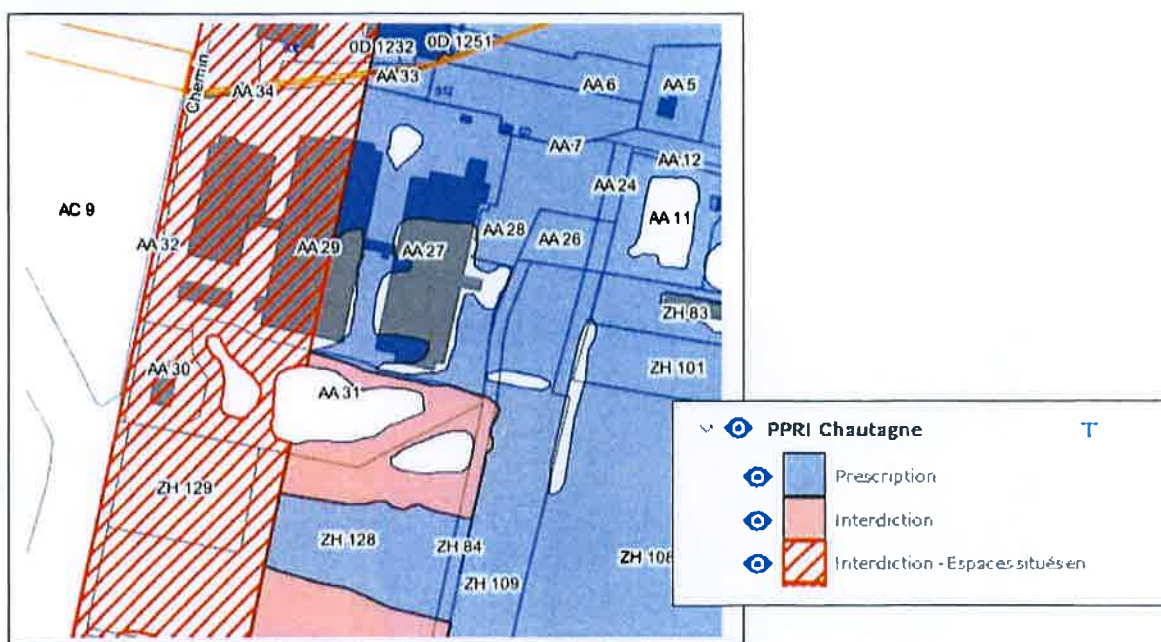 0D 1232
0D 1251
AA 33
AA 6
AA 5
Chemin
AA 34
AA 7
AA 12
AA 24
AC 9
AA 11
AA 32
AA 29
AA 27
AA 28
AA 26
ZH 83
AA 30
AA 31
ZH 101
ZH 129
ZH 128
ZH 84
ZH 109
ZH 108
PPRI Chautagne
Prescription
Interdiction
Interdiction - Espaces situés en